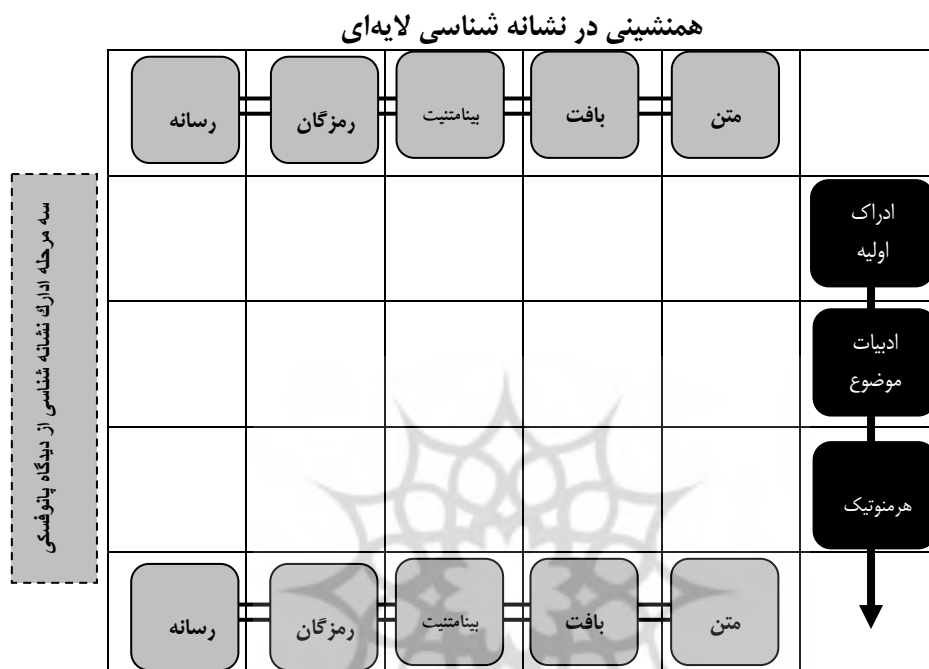 همنشینی در نشانه شناسی لایه‌ای
متن
بافت
بینامتنیت
رمزگان
رسانه
ادراک
اولیه
ادبیات
موضوع
هرمنوتیک
سه مرحله ادارك نشانه شناسی از دیدگاه پانوفسکی
متن
بافت
بینامتنیت
رمزگان
رسانه